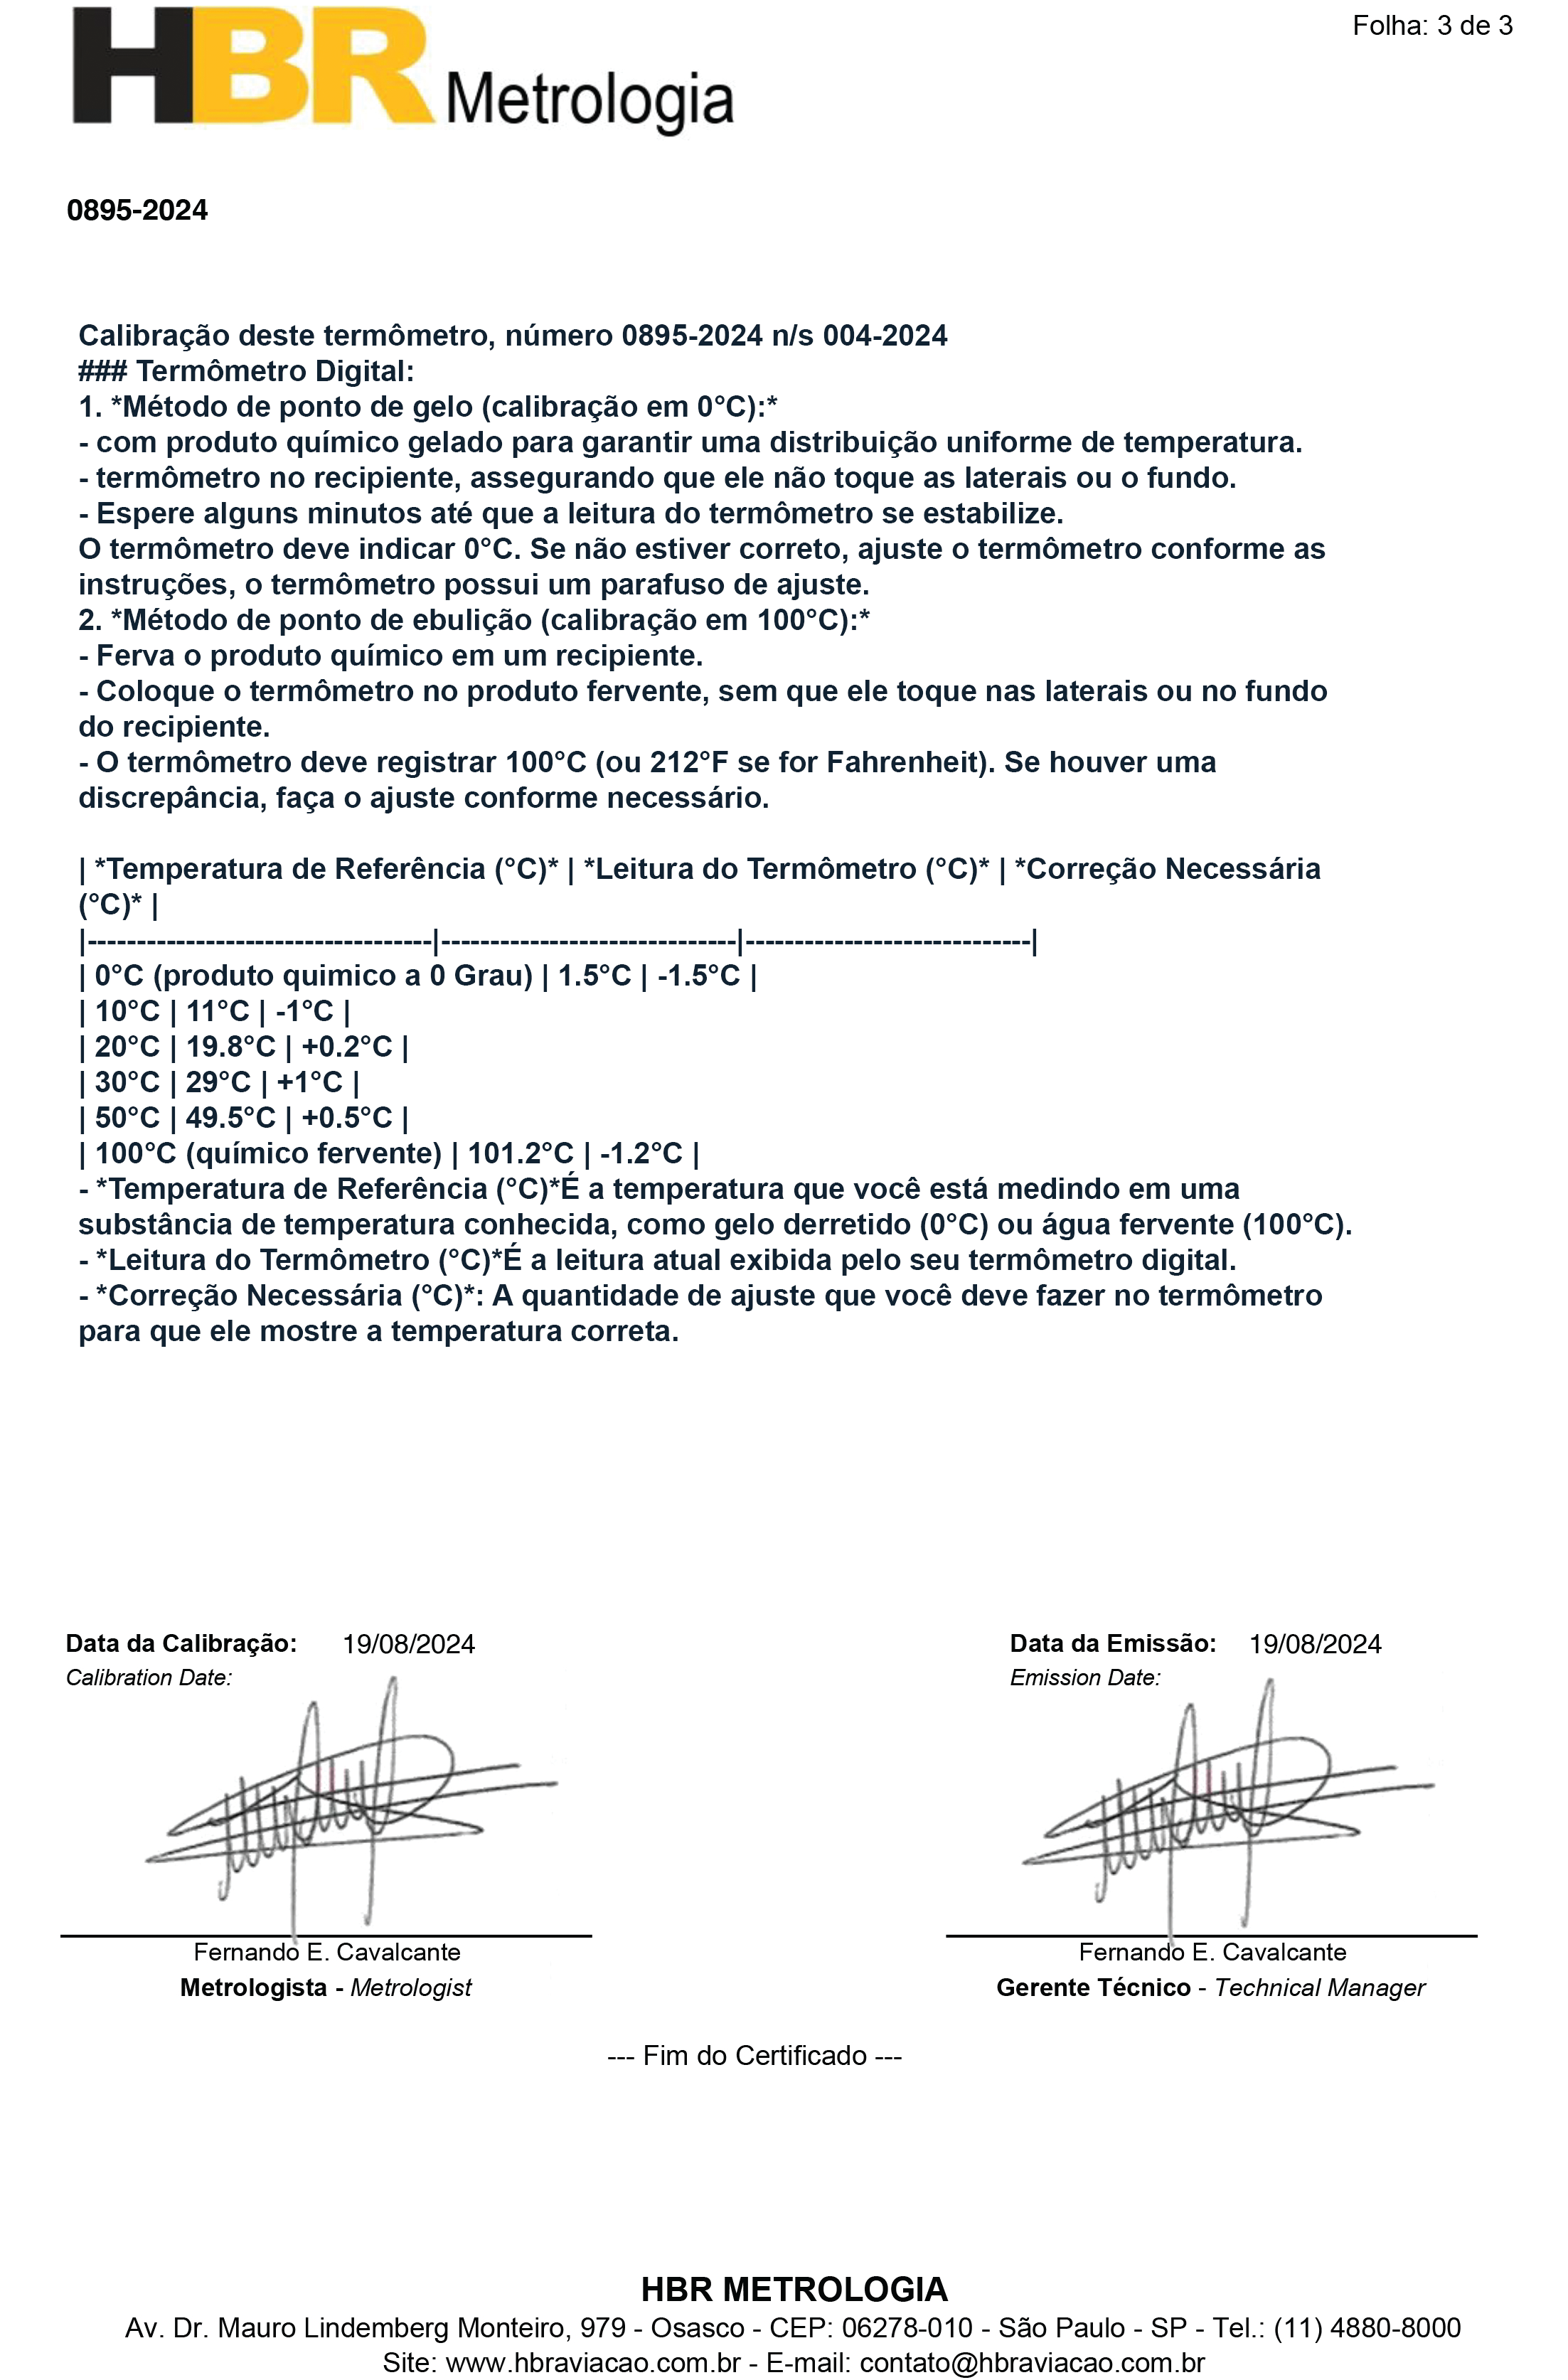 Folha: 3 de 3
HBR Metrologia
0895-2024
Calibração deste termômetro, número 0895-2024 n/s 004-2024
### Termômetro Digital:
1. *Método de ponto de gelo (calibração em 0°C):*
- com produto químico gelado para garantir uma distribuição uniforme de temperatura.
- termômetro no recipiente, assegurando que ele não toque as laterais ou o fundo.
- Espere alguns minutos até que a leitura do termômetro se estabilize.
O termômetro deve indicar 0°C. Se não estiver correto, ajuste o termômetro conforme as
instruções, o termômetro possui um parafuso de ajuste.
2. *Método de ponto de ebulição (calibração em 100°C):*
- Ferva o produto químico em um recipiente.
- Coloque o termômetro no produto fervente, sem que ele toque nas laterais ou no fundo
do recipiente.
- O termômetro deve registrar 100°C (ou 212°F se for Fahrenheit). Se houver uma
discrepância, faça o ajuste conforme necessário.
| *Temperatura de Referência (°C)* | *Leitura do Termômetro (°C)* | *Correção Necessária
(°C)* |
|-----------------------------------|------------------------------|-----------------------------|
| 0°C (produto quimico a 0 Grau) | 1.5°C | -1.5°C |
| 10°C | 11°C | -1°C |
| 20°C | 19.8°C | +0.2°C |
| 30°C | 29°C | +1°C |
| 50°C | 49.5°C | +0.5°C |
| 100°C (químico fervente) | 101.2°C | -1.2°C |
- *Temperatura de Referência (°C)*É a temperatura que você está medindo em uma
substância de temperatura conhecida, como gelo derretido (0°C) ou água fervente (100°C).
- *Leitura do Termômetro (°C)*É a leitura atual exibida pelo seu termômetro digital.
- *Correção Necessária (°C)*: A quantidade de ajuste que você deve fazer no termômetro
para que ele mostre a temperatura correta.
Data da Calibração: 19/08/2024 Data da Emissão: 19/08/2024
Calibration Date: Emission Date:
Fernando E. Cavalcante Fernando E. Cavalcante
Metrologista - Metrologist Gerente Técnico - Technical Manager
--- Fim do Certificado ---
HBR METROLOGIA
Av. Dr. Mauro Lindemberg Monteiro, 979 - Osasco - CEP: 06278-010 - São Paulo - SP - Tel.: (11) 4880-8000
Site: www.hbraviacao.com.br - E-mail: contato@hbraviacao.com.br